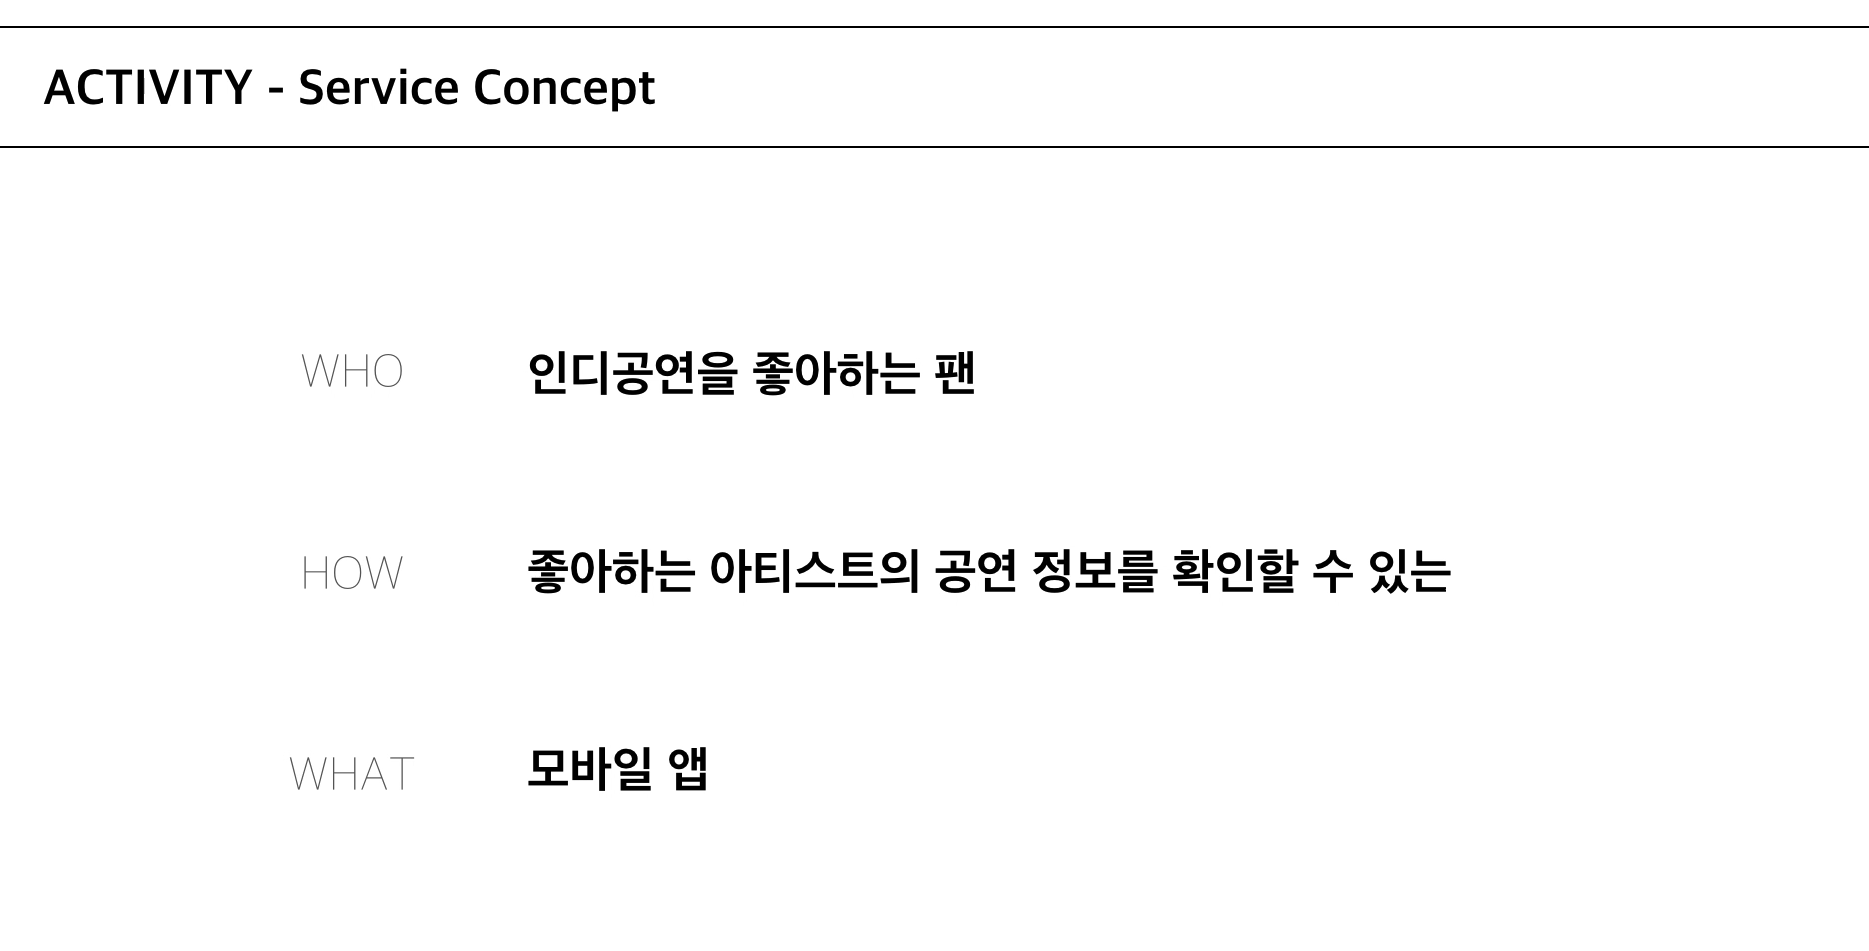 ACTIVITY - Service Concept
WHO 인디공연을 좋아하는 팬
HOW 좋아하는 아티스트의 공연 정보를 확인할 수 있는
WHAT 모바일 앱